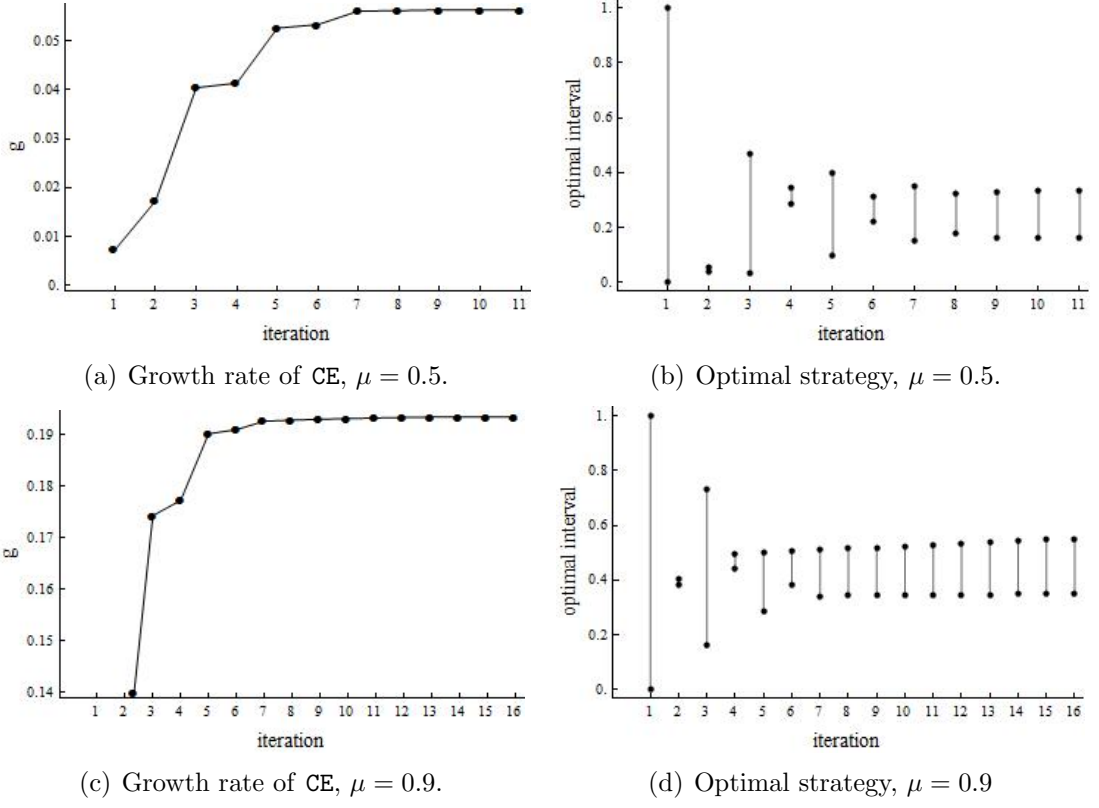 0.05
0.04
0.03
0.02
0.01
0.
g
1 2 3 4 5 6 7 8 9 10 11
iteration
(a) Growth rate of CE, μ = 0.5.
1.
0.8
0.6
0.4
0.2
0.
optimal interval
1 2 3 4 5 6 7 8 9 10 11
iteration
(b) Optimal strategy, μ = 0.5.
0.19
0.18
0.17
0.16
0.15
0.14
g
1 2 3 4 5 6 7 8 9 10 11 12 13 14 15 16
iteration
(c) Growth rate of CE, μ = 0.9.
1.
0.8
0.6
0.4
0.2
0.
optimal interval
1 2 3 4 5 6 7 8 9 10 11 12 13 14 15 16
iteration
(d) Optimal strategy, μ = 0.9